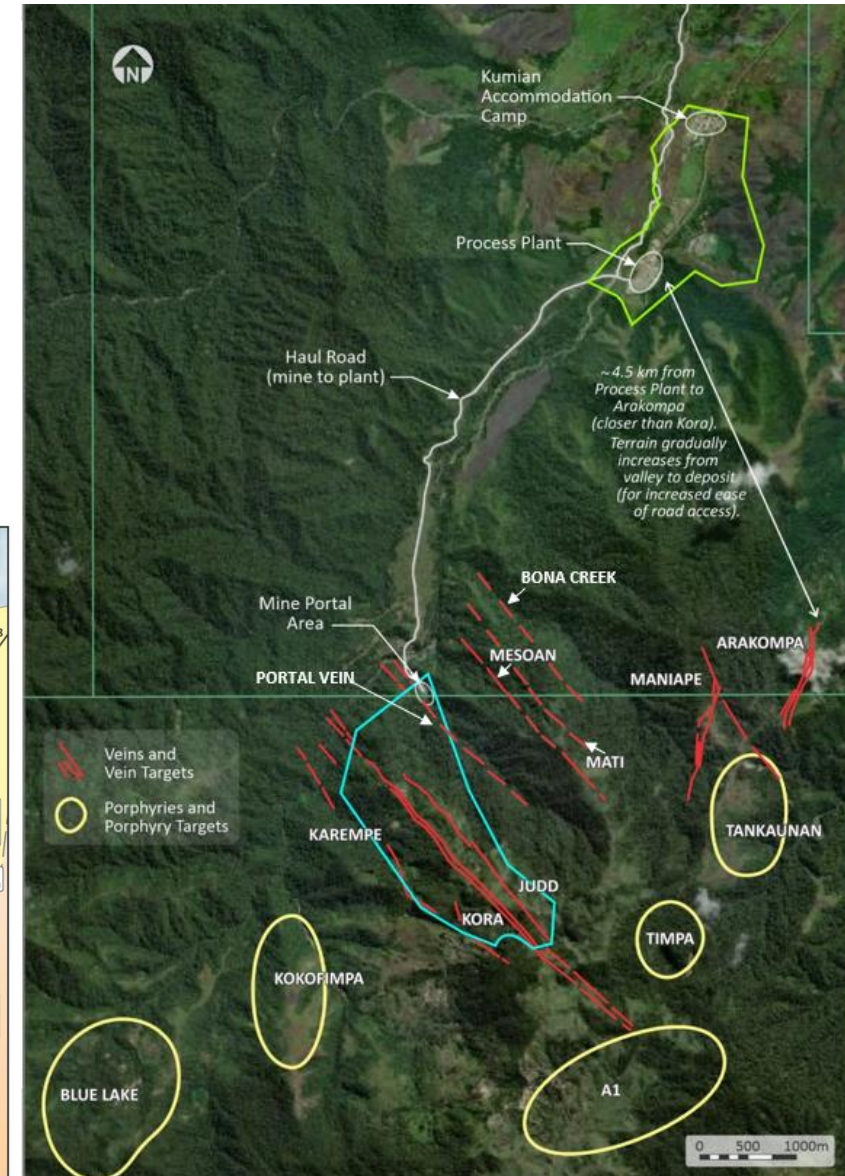 N
Kumian
Accommodation
Camp
Process Plant
Haul Road
(mine to plant)
~4.5 km from
Process Plant to
Arakompa
(closer than Kora).
Terrain gradually
increases from
valley to deposit
(for increased ease
of road access).
BONA CREEK
Mine Portal
Area
MESOAN
ARAKOMPA
PORTAL VEIN
MANIAPE
MATI
Veins and
Vein Targets
Porphyries and
Porphyry Targets
KAREMPE
TANKAUNAN
JUDD
KORA
TIMPA
KOKOFIMPA
BLUE LAKE
A1
0 500 1000m